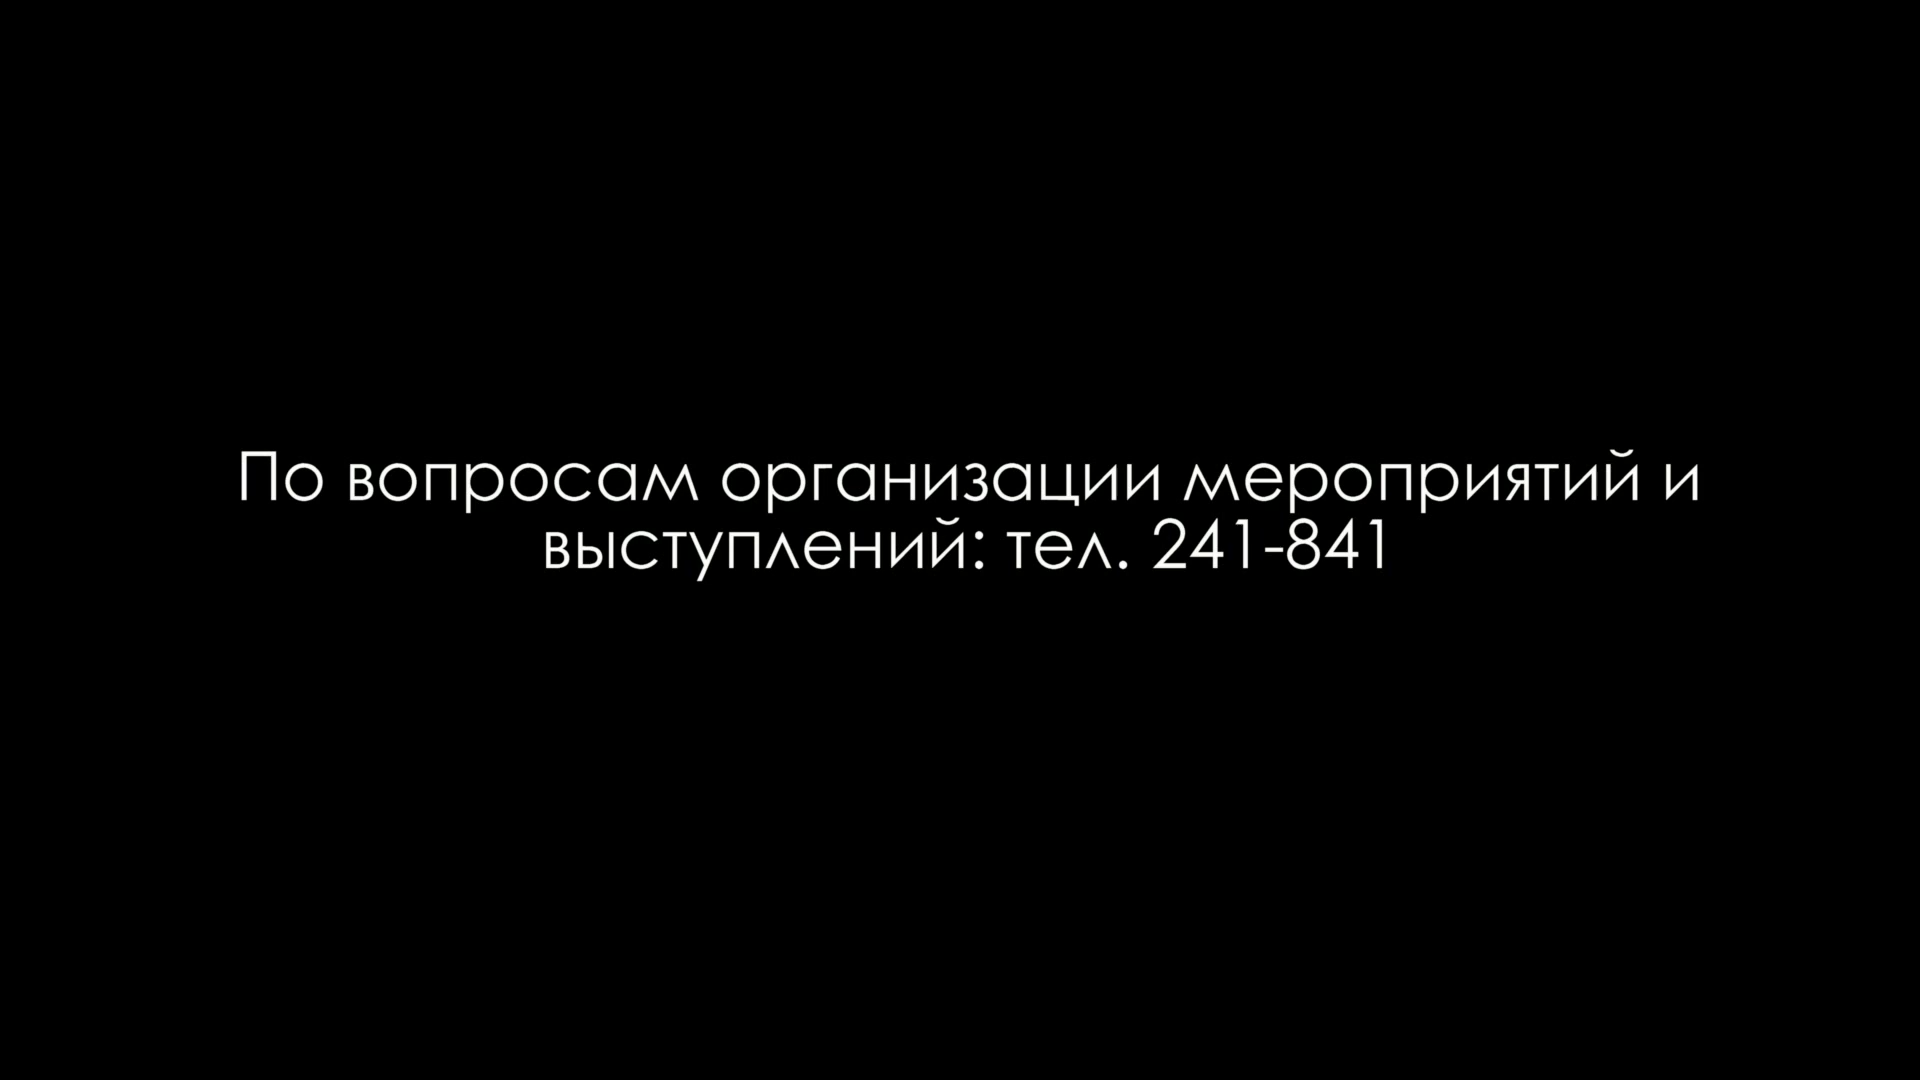 По вопросам организации мероприятий и
выступлений: тел. 241-841